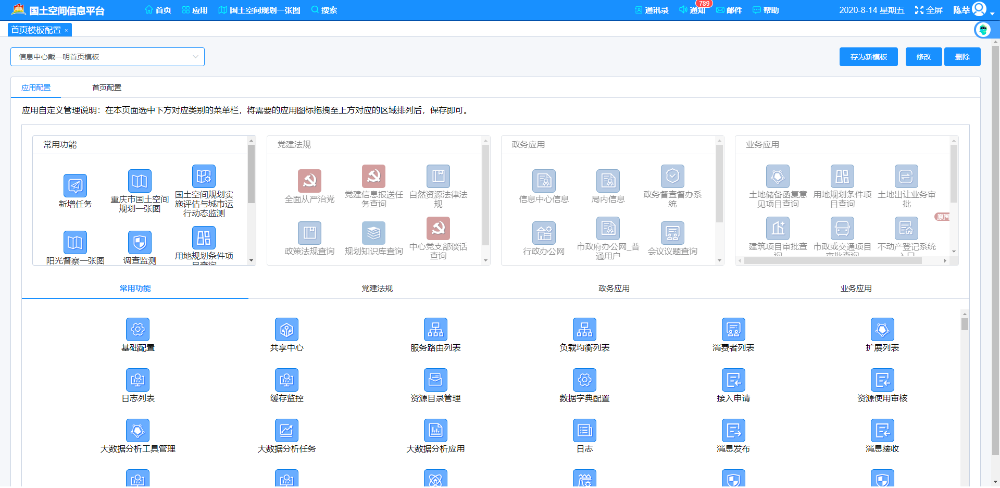 国土空间信息平台 首页 应用 国土空间规划一张图 搜索 通讯录 通知 789 邮件 帮助 2020-8-14 星期五 全屏 陈萃
首页模板配置 ×
信息中心戴一明首页模板 存为新模板 修改 删除
应用配置 首页配置
应用自定义管理说明：在本页面选中下方对应类别的菜单栏，将需要的应用图标拖拽至上方对应的区域排列后，保存即可。
常用功能
新增任务
重庆市国土空间
规划一张图
国土空间规划实
施评估与城市运
行动态监测
阳光督察一张图
调查监测
用地规划条件项
目查询
党建法规
全面从严治党
党建信息报送任
务查询
自然资源法律法
规
政策法规查询
规划知识库查询
中心党支部谈话
查询
政务应用
信息中心信息
局内信息
政务督查督办系
统
行政办公网
市政府办公网_普
通用户
会议议题查询
业务应用
土地储备函复意
见项目查询
用地规划条件项
目查询
土地出让业务审
批
原国
建筑项目审批查
询
市政或交通项目
审批查询
不动产登记系统
入口
常用功能 党建法规 政务应用 业务应用
基础配置 共享中心 服务路由列表 负载均衡列表 消费者列表 扩展列表
日志列表 缓存监控 资源目录管理 数据字典配置 接入申请 资源使用审核
大数据分析工具管理 大数据分析任务 大数据分析应用 日志 消息发布 消息接收